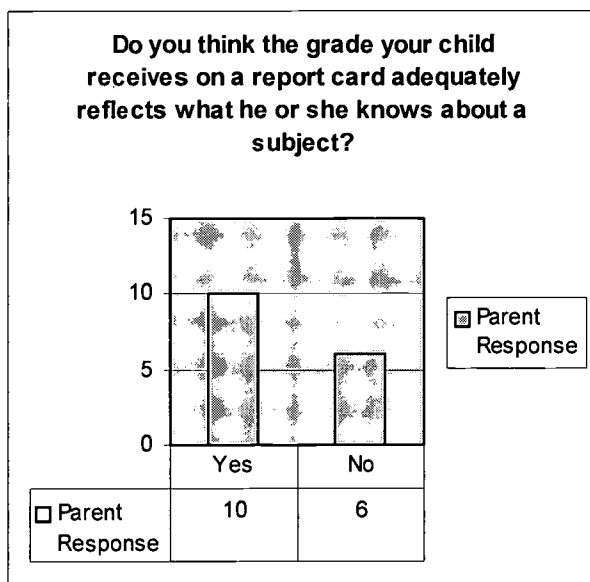 Do you think the grade your child
receives on a report card adequately
reflects what he or she knows about a
subject?
15
10
5
0
Parent
Response
Yes No
Parent
Response
10 6